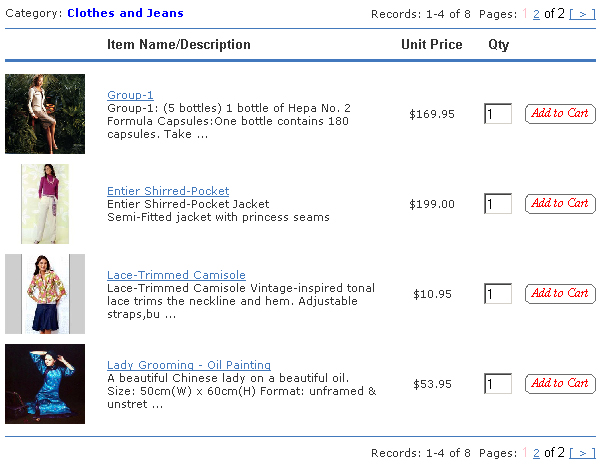 Category: Clothes and Jeans Records: 1-4 of 8 Pages: 1 2 of 2 [ > ]
Item Name/Description Unit Price Qty
Group-1
Group-1: (5 bottles) 1 bottle of Hepa No. 2
Formula Capsules:One bottle contains 180
capsules. Take ...
$169.95 1 Add to Cart
Entier Shirred-Pocket
Entier Shirred-Pocket Jacket
Semi-Fitted jacket with princess seams
$199.00 1 Add to Cart
Lace-Trimmed Camisole
Lace-Trimmed Camisole Vintage-inspired tonal
lace trims the neckline and hem. Adjustable
straps,bu ...
$10.95 1 Add to Cart
Lady Grooming - Oil Painting
A beautiful Chinese lady on a beautiful oil.
Size: 50cm(W) x 60cm(H) Format: unframed &
unstret ...
$53.95 1 Add to Cart
Records: 1-4 of 8 Pages: 1 2 of 2 [ > ]